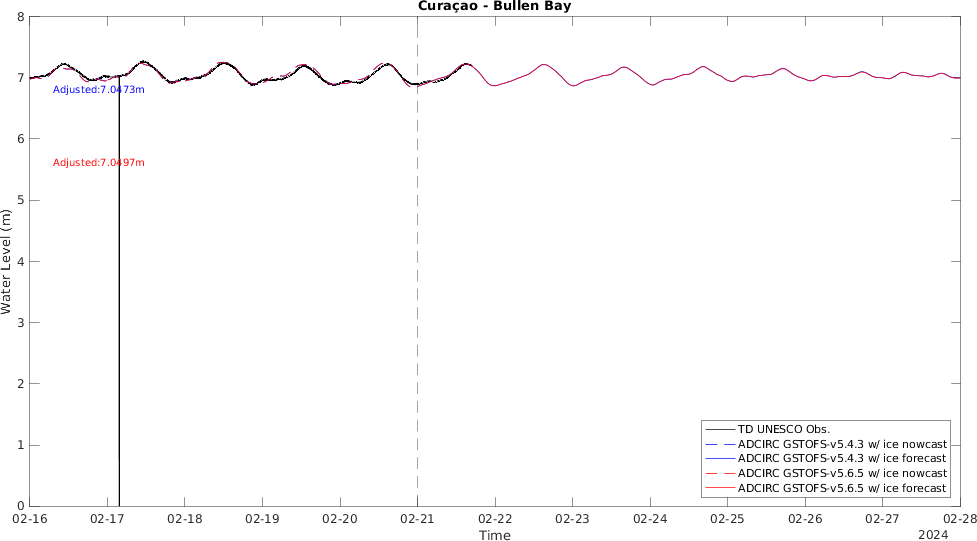 Curaçao - Bullen Bay
8
7
6
5
4
3
2
1
0
Water Level (m)
Adjusted:7.0473m
Adjusted:7.0497m
TD UNESCO Obs.
ADCIRC GSTOFS-v5.4.3 w/ ice nowcast
ADCIRC GSTOFS-v5.4.3 w/ ice forecast
ADCIRC GSTOFS-v5.6.5 w/ ice nowcast
ADCIRC GSTOFS-v5.6.5 w/ ice forecast
02-16 02-17 02-18 02-19 02-20 02-21 02-22 02-23 02-24 02-25 02-26 02-27 02-28
Time
2024